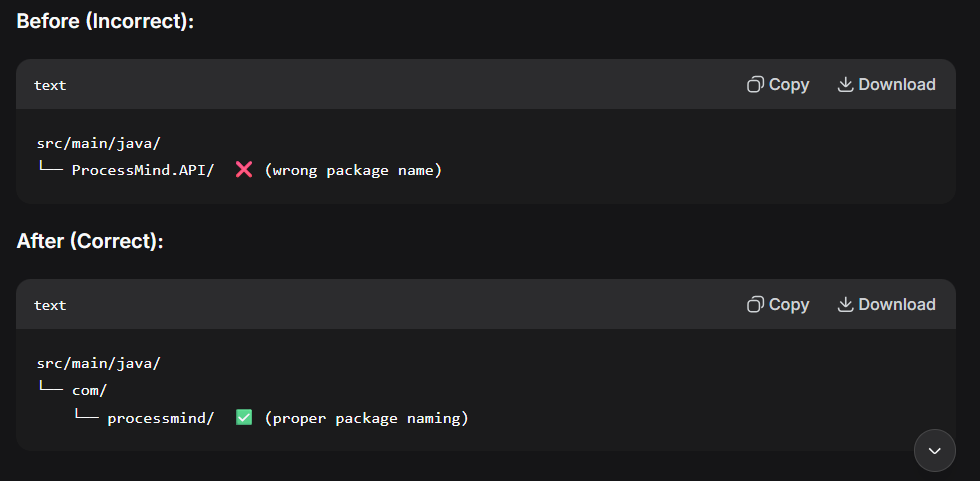 Before (Incorrect):
text Copy Download
src/main/java/
└── ProcessMind.API/ ❌ (wrong package name)
After (Correct):
text Copy Download
src/main/java/
└── com/
    └── processmind/ ✅ (proper package naming)